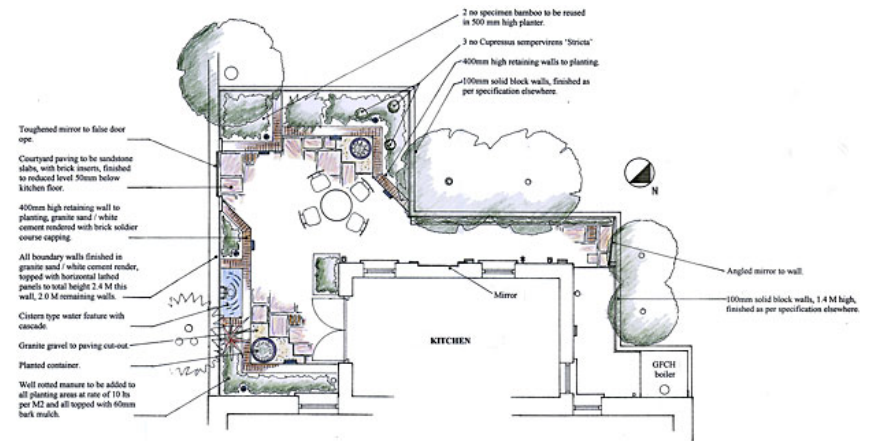 2 no specimen bamboo to be reused
in 500 mm high planter.
3 no Cupressus sempervirens 'Stricta'
400mm high retaining walls to planting.
100mm solid block walls, finished as
per specification elsewhere.
Toughened mirror to false door
ope.
Courtyard paving to be sandstone
slabs, with brick inserts, finished
to reduced level 50mm below
kitchen floor.
400mm high retaining wall to
planting, granite sand / white
cement rendered with brick soldier
course capping.
All boundary walls finished in
granite sand / white cement render,
topped with horizontal lathed
panels to total height 2.4 M this
wall, 2.0 M remaining walls.
Cistern type water feature with
cascade.
Granite gravel to paving cut-out.
Planted container.
Well rotted manure to be added to
all planting areas at rate of 10 lts
per M2 and all topped with 60mm
bark mulch.
N
Angled mirror to wall.
Mirror
100mm solid block walls, 1.4 M high,
finished as per specification elsewhere.
KITCHEN
GFCH
boiler